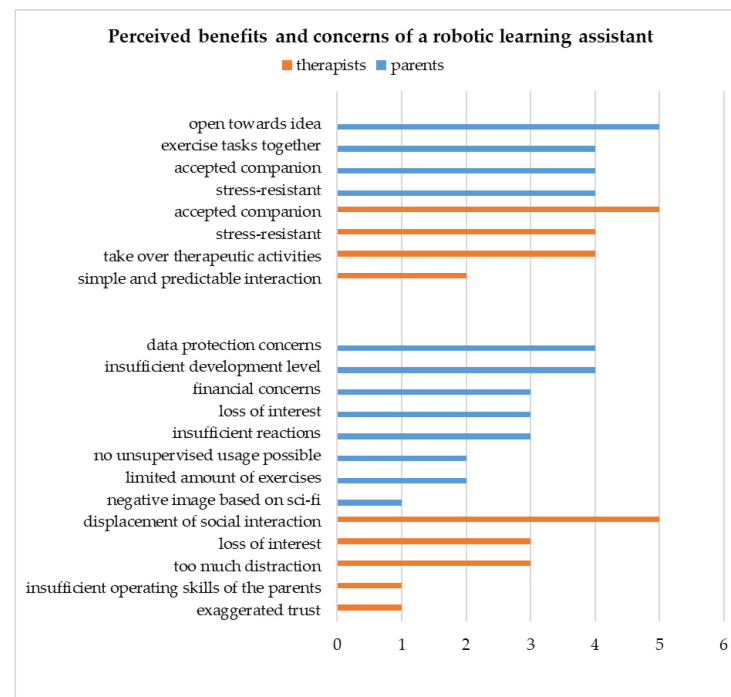 Perceived benefits and concerns of a robotic learning assistant
therapists parents
open towards idea
exercise tasks together
accepted companion
stress-resistant
accepted companion
stress-resistant
take over therapeutic activities
simple and predictable interaction
data protection concerns
insufficient development level
financial concerns
loss of interest
insufficient reactions
no unsupervised usage possible
limited amount of exercises
negative image based on sci-fi
displacement of social interaction
loss of interest
too much distraction
insufficient operating skills of the parents
exaggerated trust
0 1 2 3 4 5 6